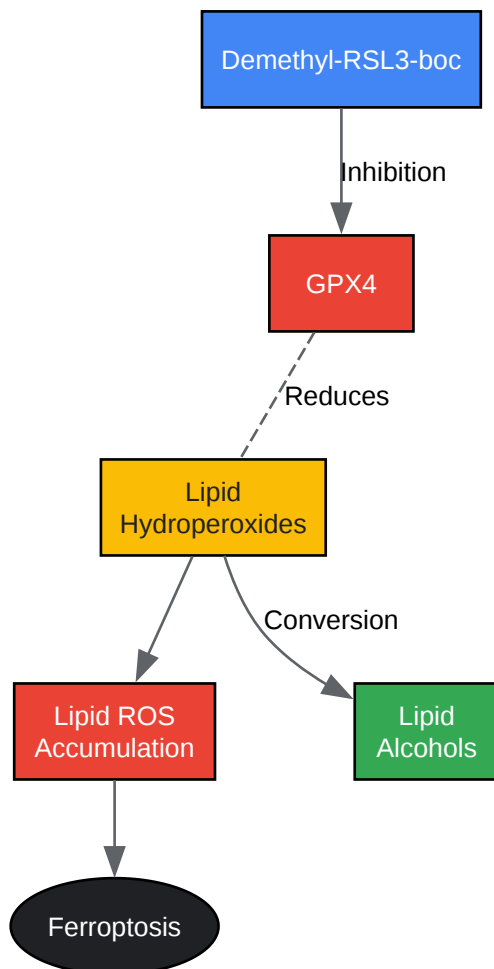 Demethyl-RSL3-boc
Inhibition
GPX4
Reduces
Lipid
Hydroperoxides
Conversion
Lipid ROS
Accumulation
Lipid
Alcohols
Ferroptosis